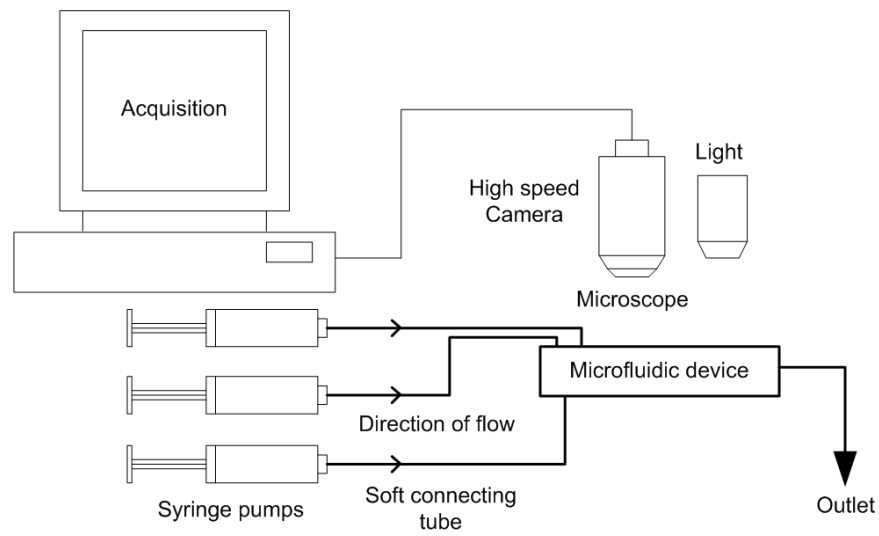 Acquisition
Light
High speed
Camera
Microscope
Microfluidic device
Direction of flow
Syringe pumps
Soft connecting
tube
Outlet